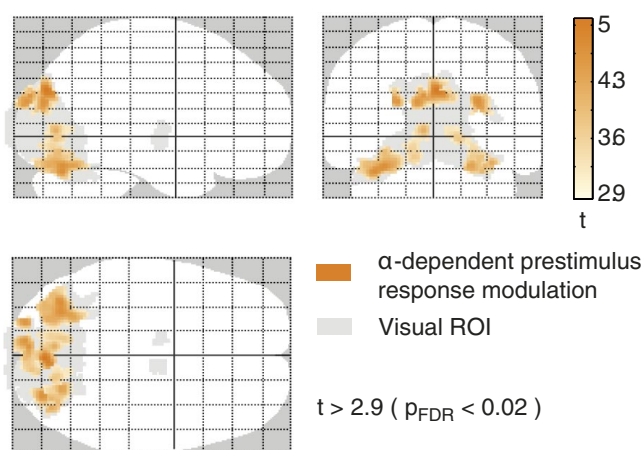 5
43
36
29
t
α-dependent prestimulus
response modulation
Visual ROI
t > 2.9 ( pFDR < 0.02 )